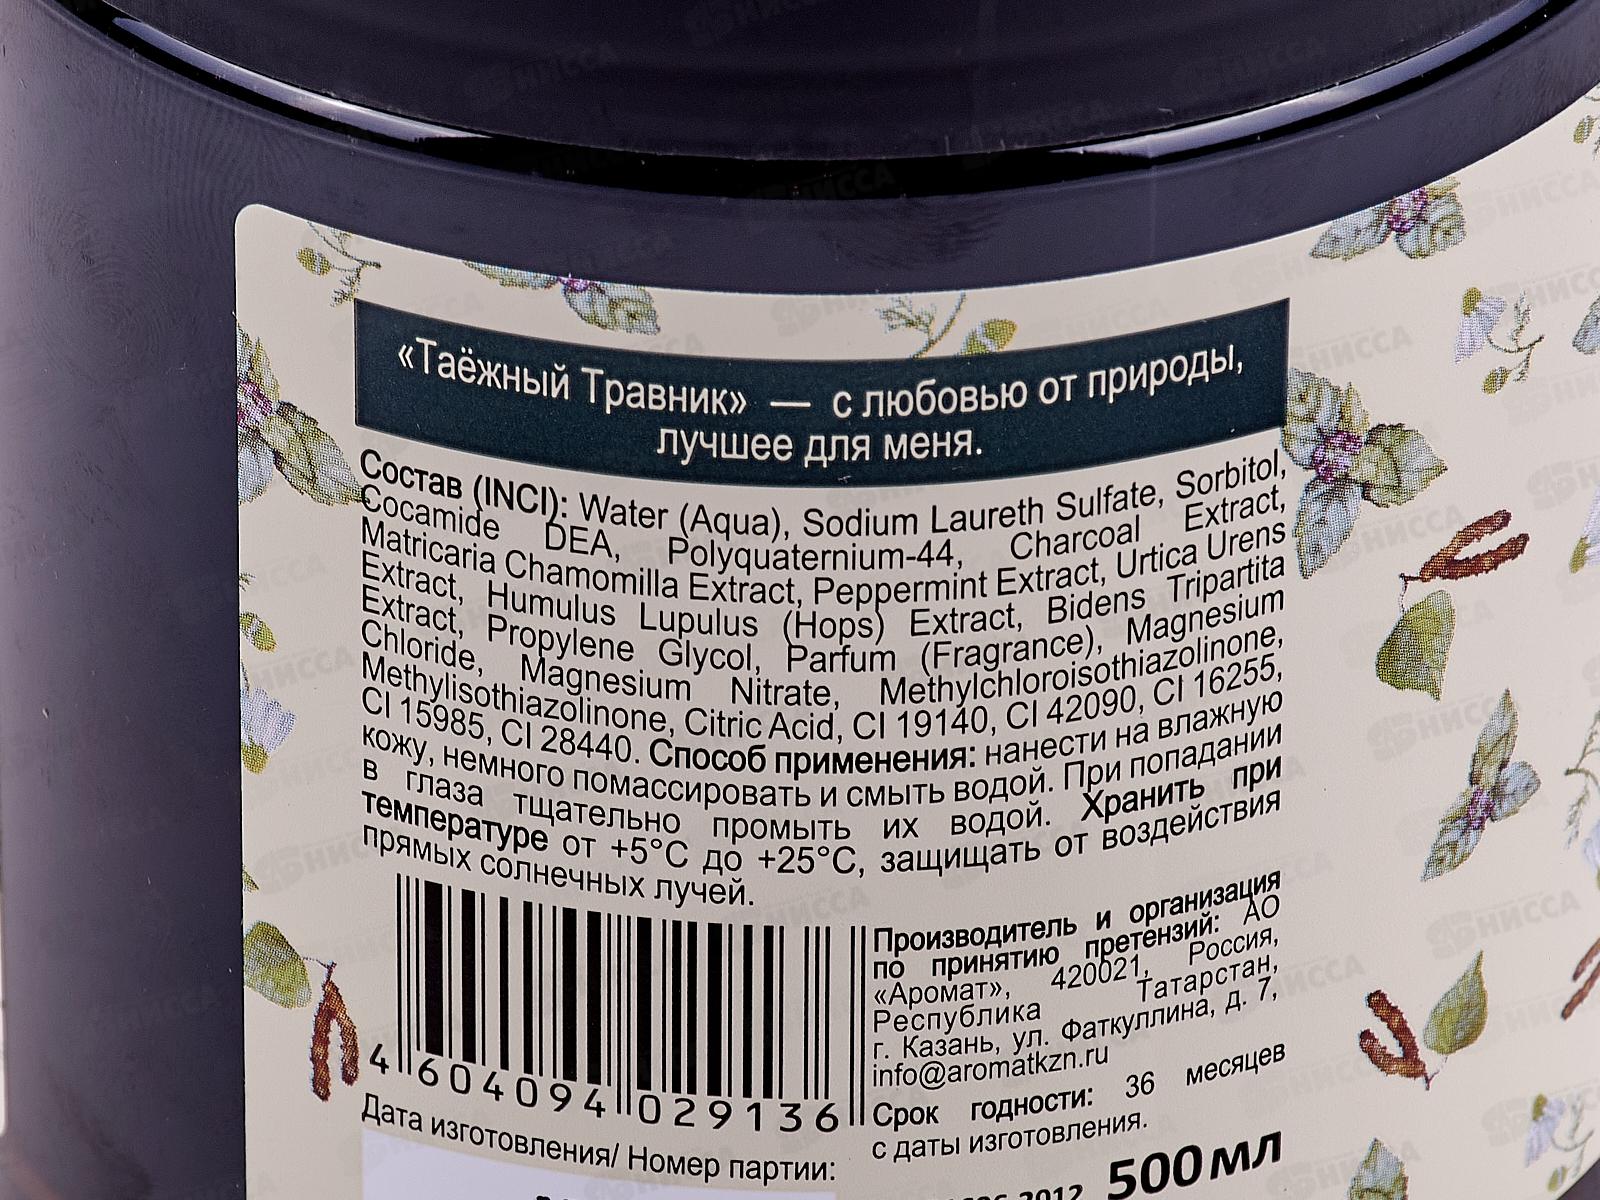 «Таёжный Травник» — с любовью от природы,
лучшее для меня.
Состав (INCI): Water (Aqua), Sodium Laureth Sulfate, Sorbitol,
Cocamide DEA, Polyquaternium-44, Charcoal Extract,
Matricaria Chamomilla Extract, Peppermint Extract, Urtica Urens
Extract, Humulus Lupulus (Hops) Extract, Bidens Tripartita
Extract, Propylene Glycol, Parfum (Fragrance), Magnesium
Chloride, Magnesium Nitrate, Methylchloroisothiazolinone,
Methylisothiazolinone, Citric Acid, CI 19140, CI 42090, CI 16255,
CI 15985, CI 28440. Способ применения: нанести на влажную
кожу, немного помассировать и смыть водой. При попадании
в глаза тщательно промыть их водой. Хранить при
температуре от +5°C до +25°C, защищать от воздействия
прямых солнечных лучей.
4 604094 029136
Дата изготовления/ Номер партии:
Производитель и организация
по принятию претензий: АО
«Аромат», 420021, Россия,
Республика Татарстан,
г. Казань, ул. Фаткуллина, д. 7,
info@aromatkzn.ru
Срок годности: 36 месяцев
с даты изготовления.
500мл
2012
НИССА